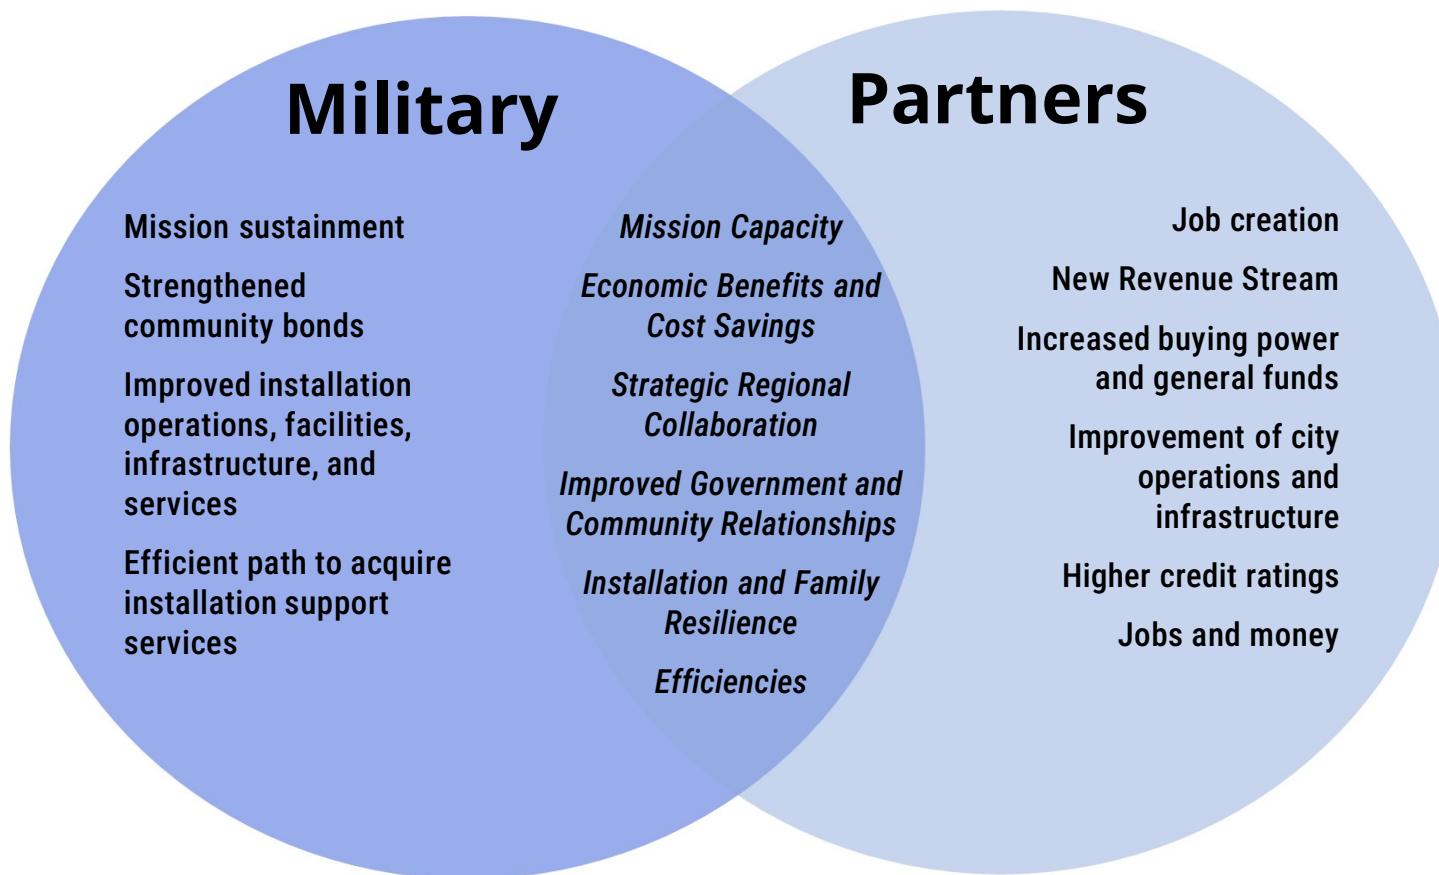 Military
Mission sustainment
Strengthened
community bonds
Improved installation
operations, facilities,
infrastructure, and
services
Efficient path to acquire
installation support
services
Mission Capacity
Economic Benefits and
Cost Savings
Strategic Regional
Collaboration
Improved Government and
Community Relationships
Installation and Family
Resilience
Efficiencies
Partners
Job creation
New Revenue Stream
Increased buying power
and general funds
Improvement of city
operations and
infrastructure
Higher credit ratings
Jobs and money